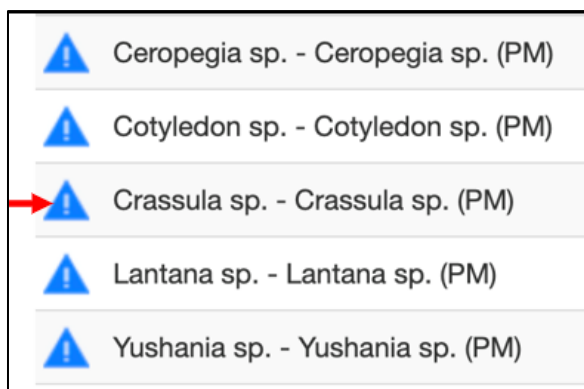 Ceropegia sp. - Ceropegia sp. (PM)
Cotyledon sp. - Cotyledon sp. (PM)
Crassula sp. - Crassula sp. (PM)
Lantana sp. - Lantana sp. (PM)
Yushania sp. - Yushania sp. (PM)